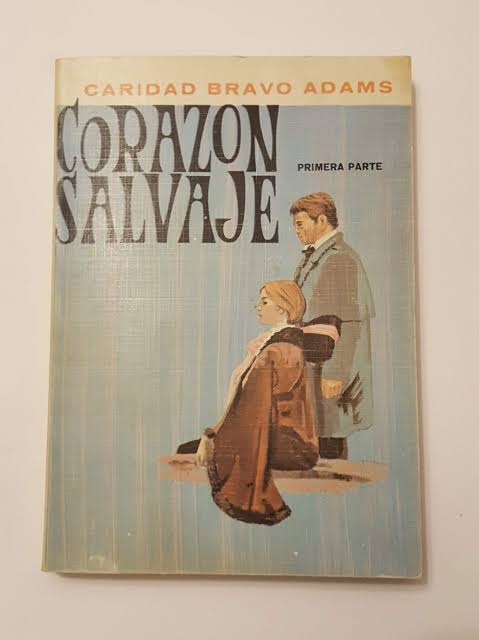 CARIDAD BRAVO ADAMS
CORAZON
SALVAJE
PRIMERA PARTE